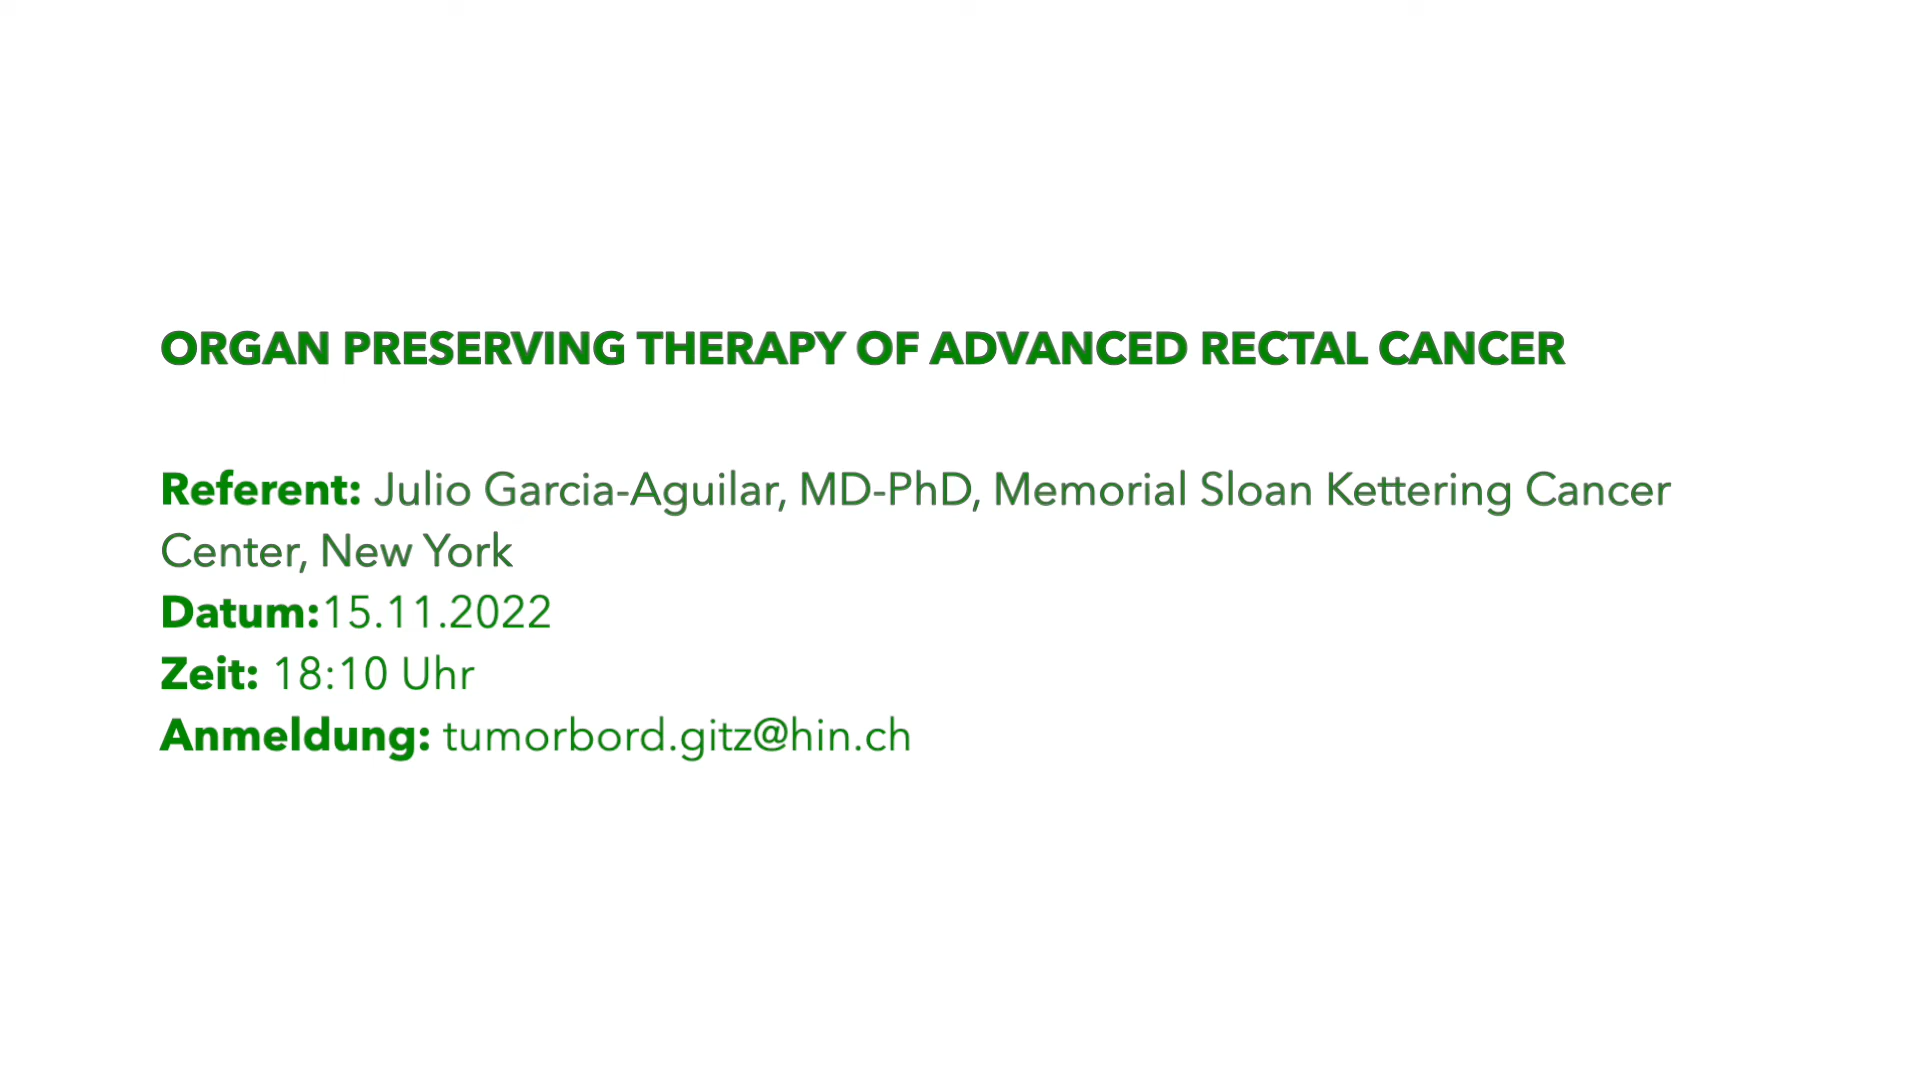 ORGAN PRESERVING THERAPY OF ADVANCED RECTAL CANCER
Referent: Julio Garcia-Aguilar, MD-PhD, Memorial Sloan Kettering Cancer
Center, New York
Datum:15.11.2022
Zeit: 18:10 Uhr
Anmeldung: tumorbord.gitz@hin.ch